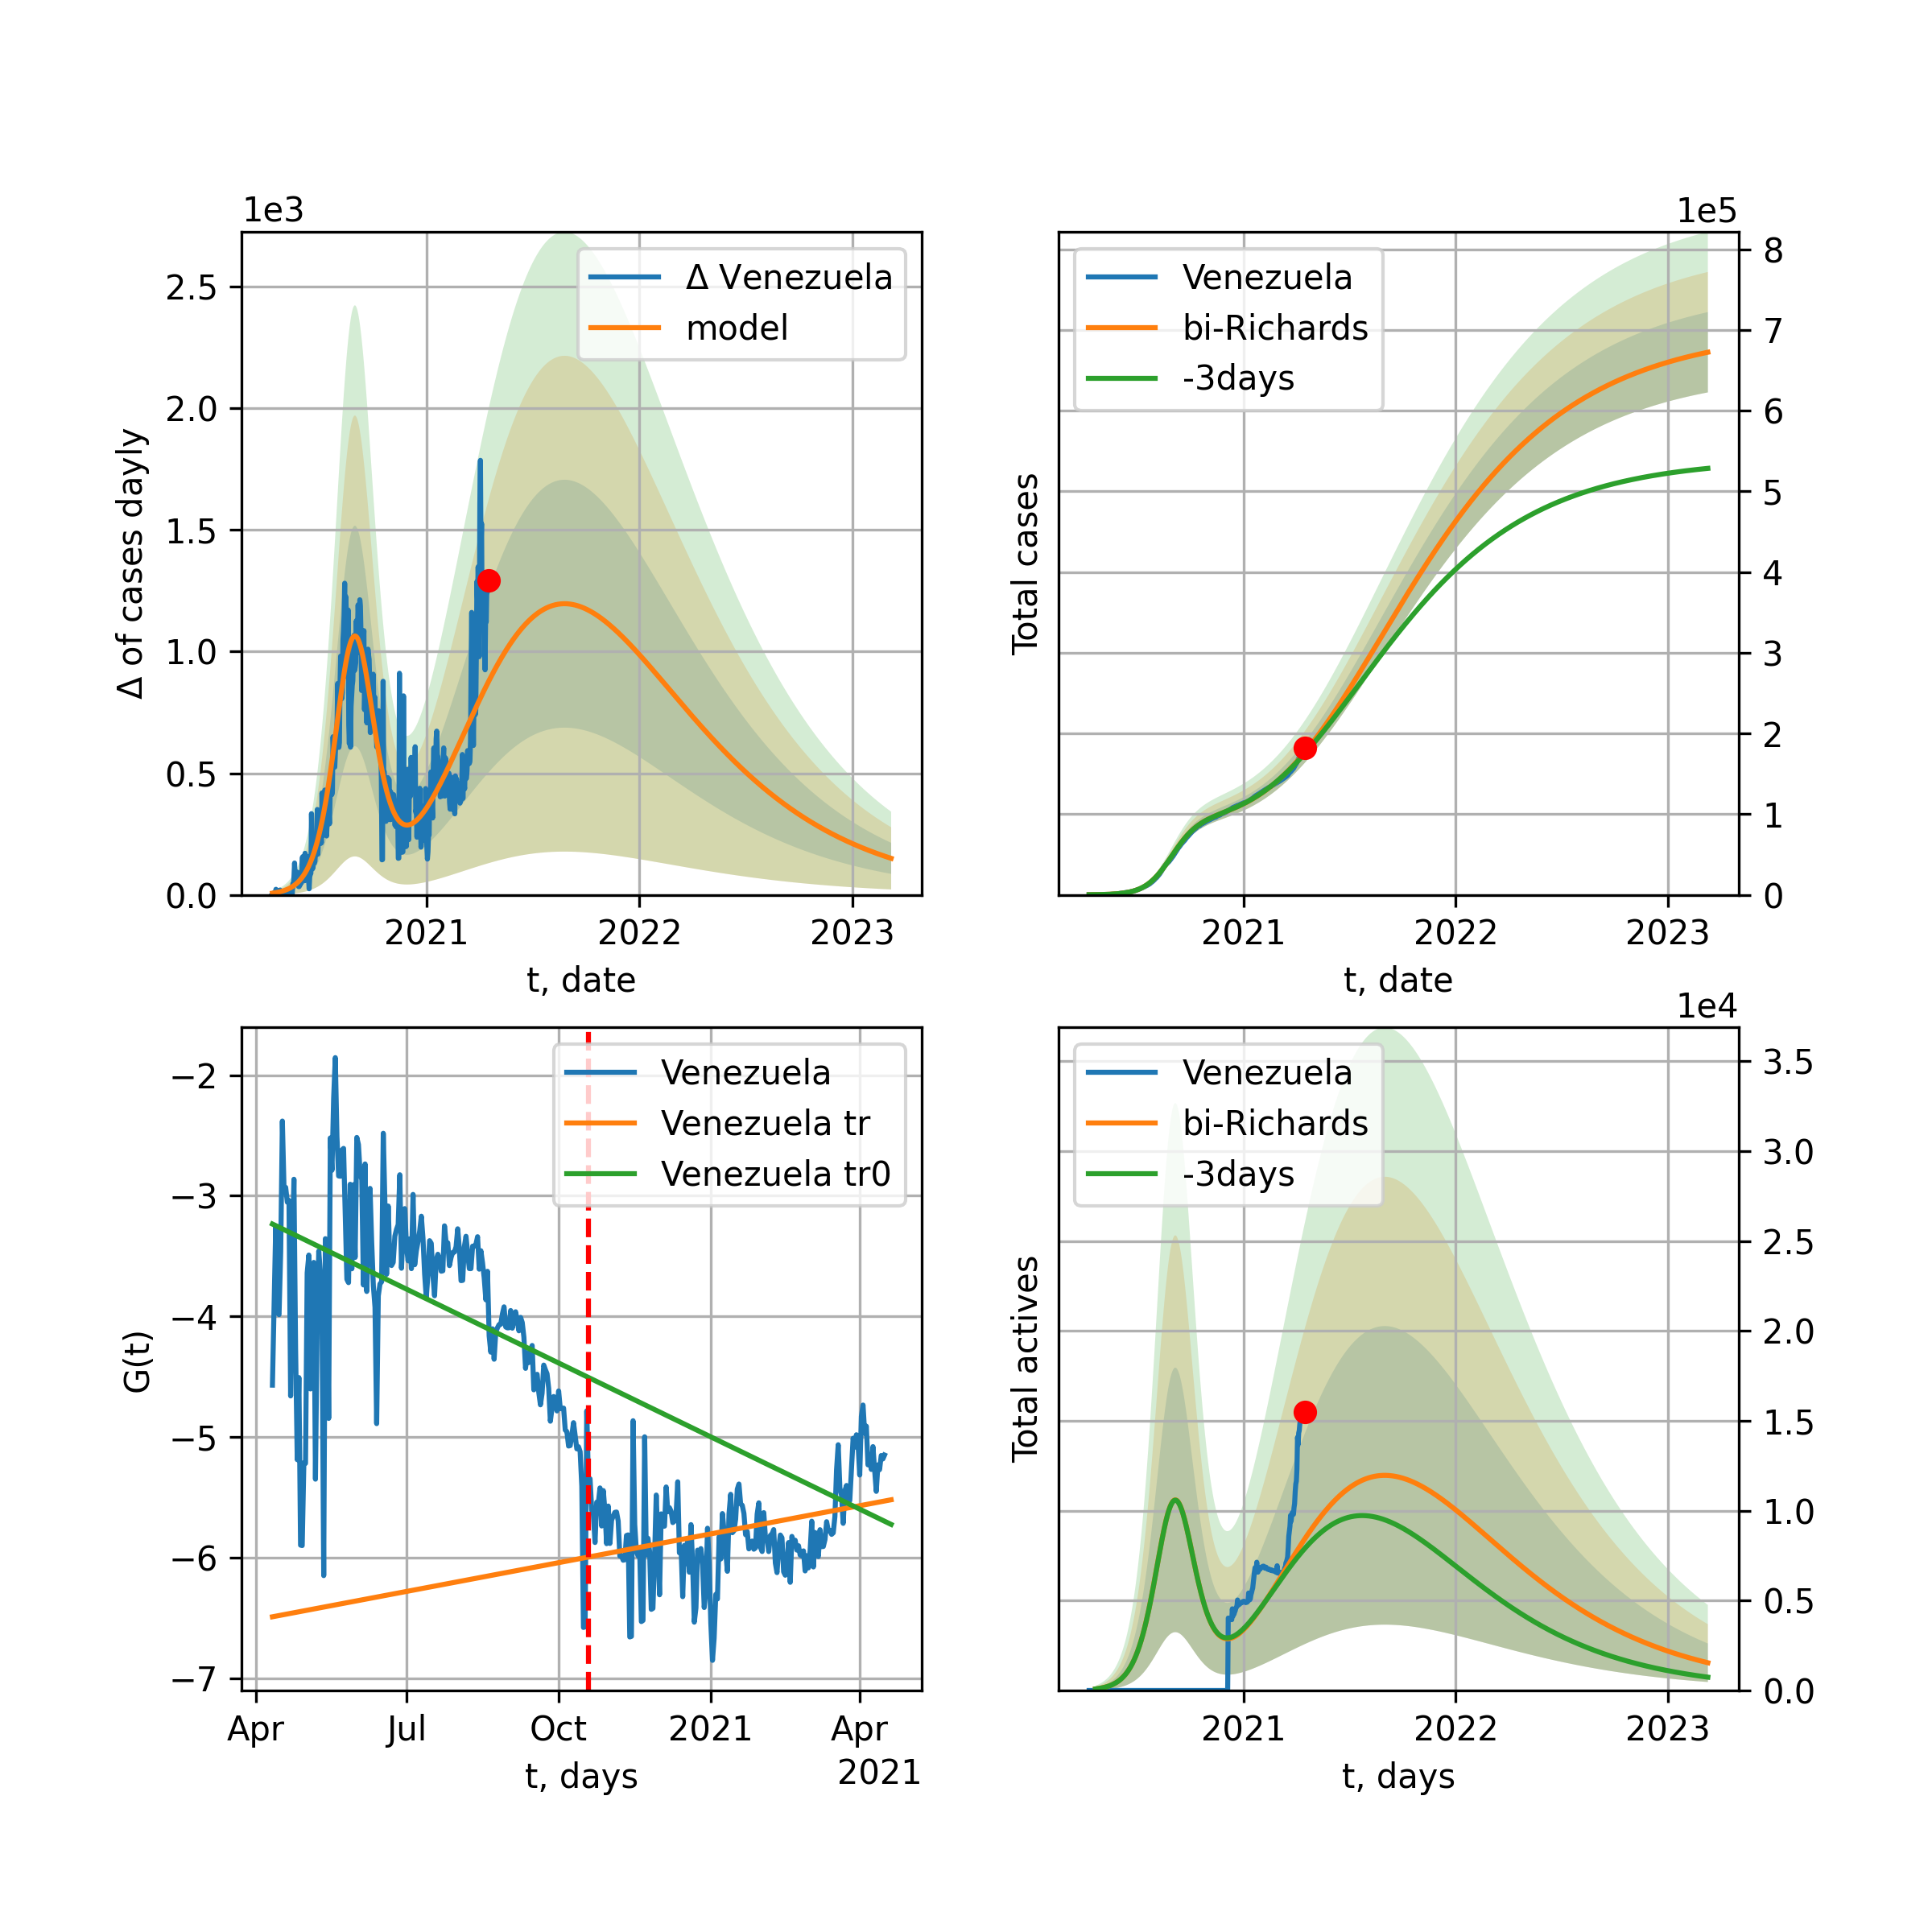 1e3
Δ of cases dayly
2.5
2.0
1.5
1.0
0.5
0.0
Δ Venezuela
model
2021 2022 2023
t, date
1e5
Total cases
Venezuela
bi-Richards
-3days
8
7
6
5
4
3
2
1
0
2021 2022 2023
t, date
G(t)
−2
−3
−4
−5
−6
−7
Venezuela
Venezuela tr
Venezuela tr0
Apr Jul Oct 2021 Apr
2021
t, days
1e4
Total actives
Venezuela
bi-Richards
-3days
3.5
3.0
2.5
2.0
1.5
1.0
0.5
0.0
2021 2022 2023
t, days